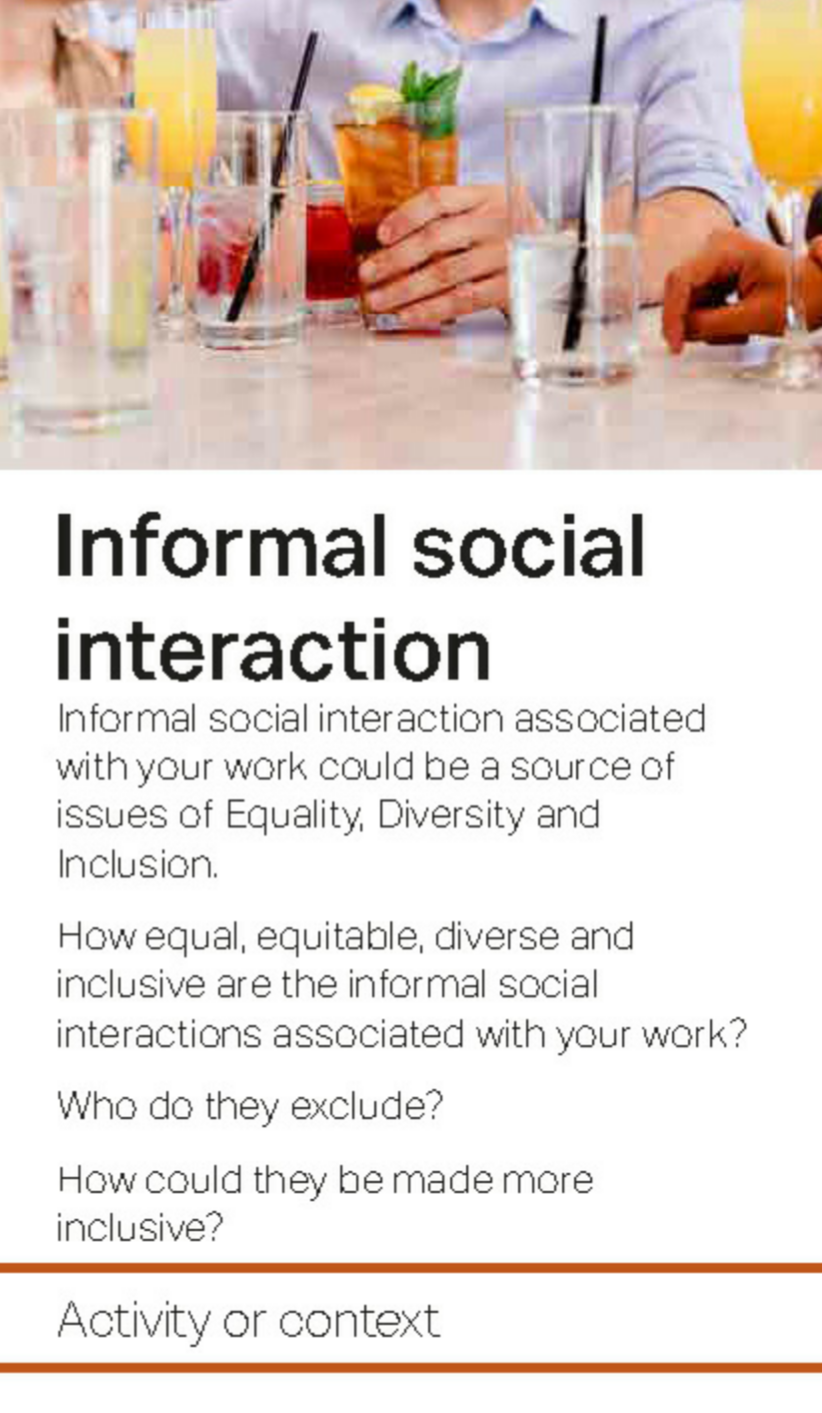 Informal social
interaction
Informal social interaction associated
with your work could be a source of
issues of Equality, Diversity and
Inclusion.
How equal, equitable, diverse and
inclusive are the informal social
interactions associated with your work?
Who do they exclude?
How could they be made more
inclusive?
Activity or context